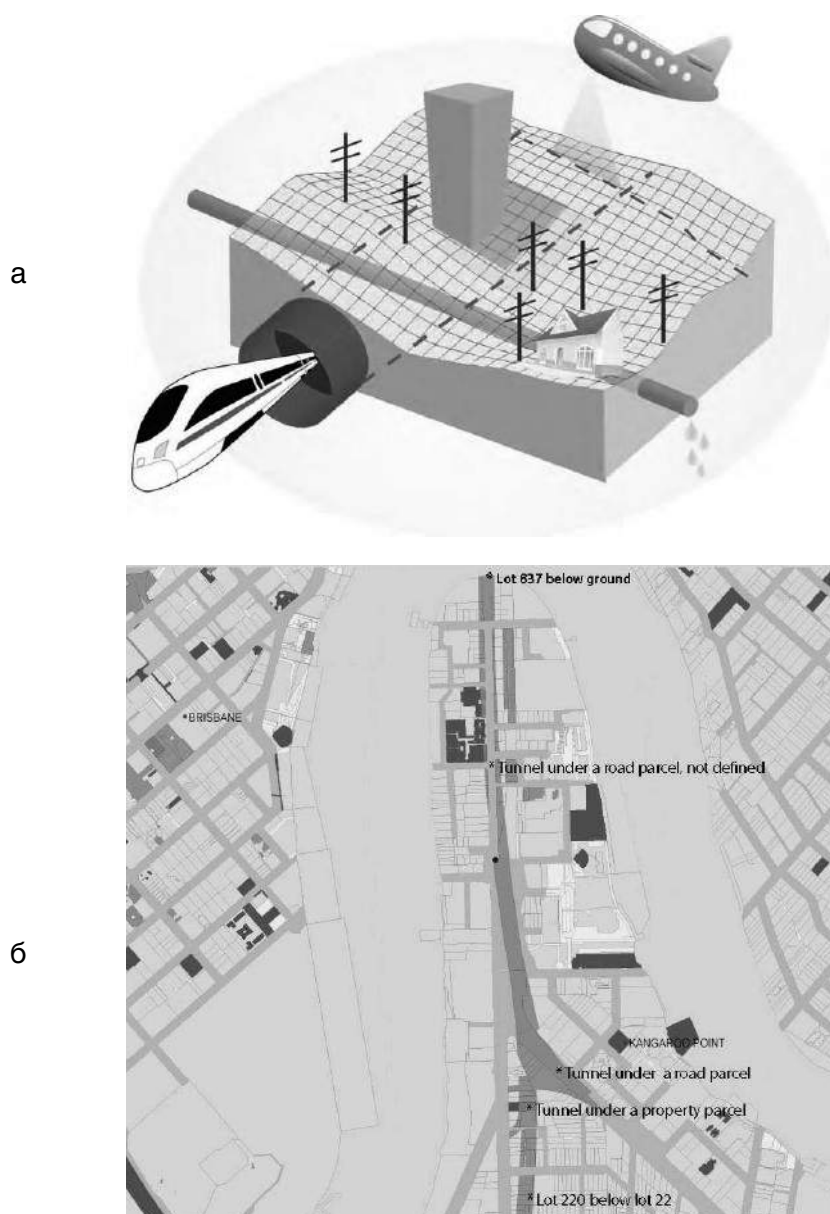 а
* Lot 637 below ground
BRISBANE
* Tunnel under a road parcel, not defined
KANGAROO POINT
* Tunnel under a road parcel
* Tunnel under a property parcel
* Lot 220 below lot 22
б